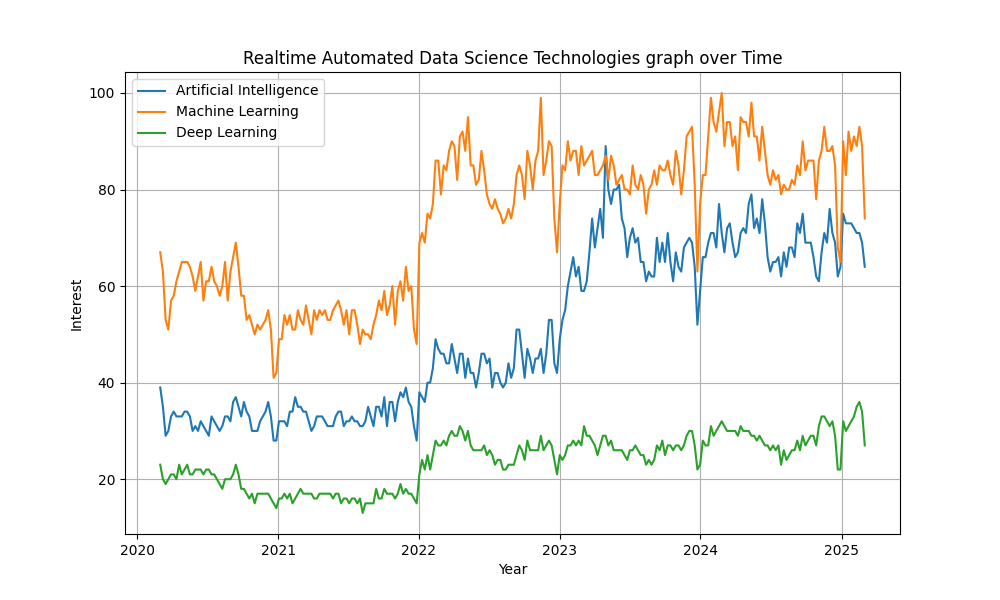 Realtime Automated Data Science Technologies graph over Time
Artificial Intelligence
Machine Learning
Deep Learning
100
80
60
40
20
Interest
2020 2021 2022 2023 2024 2025
Year